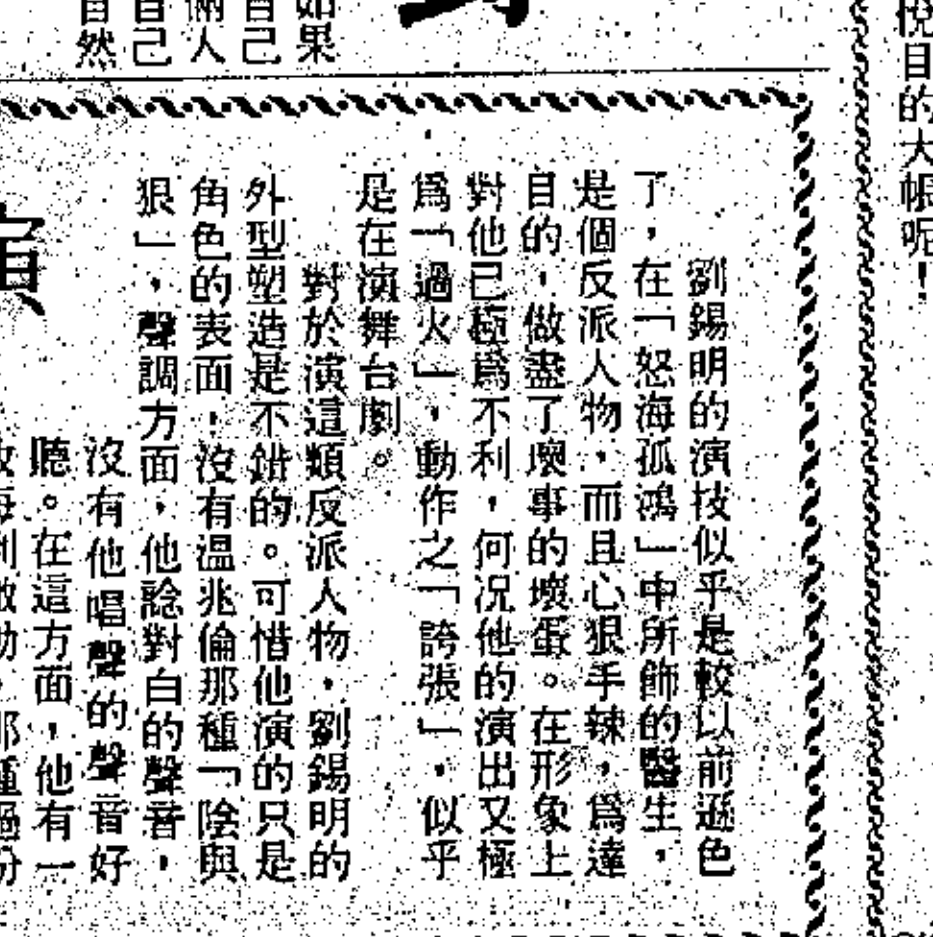 悅目的大帳呢！
如果
自己
倆人
自己
自然
劉錫明的演技似乎是較以前遜色
了，在「怒海孤鴻」中所飾的醫生，
是個反派人物，而且心狠手辣，爲達
目的，做盡了壞事的壞蛋。在形象上
對他已極爲不利，何況他的演出又極
爲「過火」，動作之「誇張」，似乎
是在演舞台劇。
對於演這類反派人物，劉錫明的
外型塑造是不錯的。可惜他演的只是
角色的表面，沒有温兆倫那種「陰與
狠」，聲調方面，他諗對白的聲音，
沒有他唱聲的聲音好
聽。在這方面，他有一